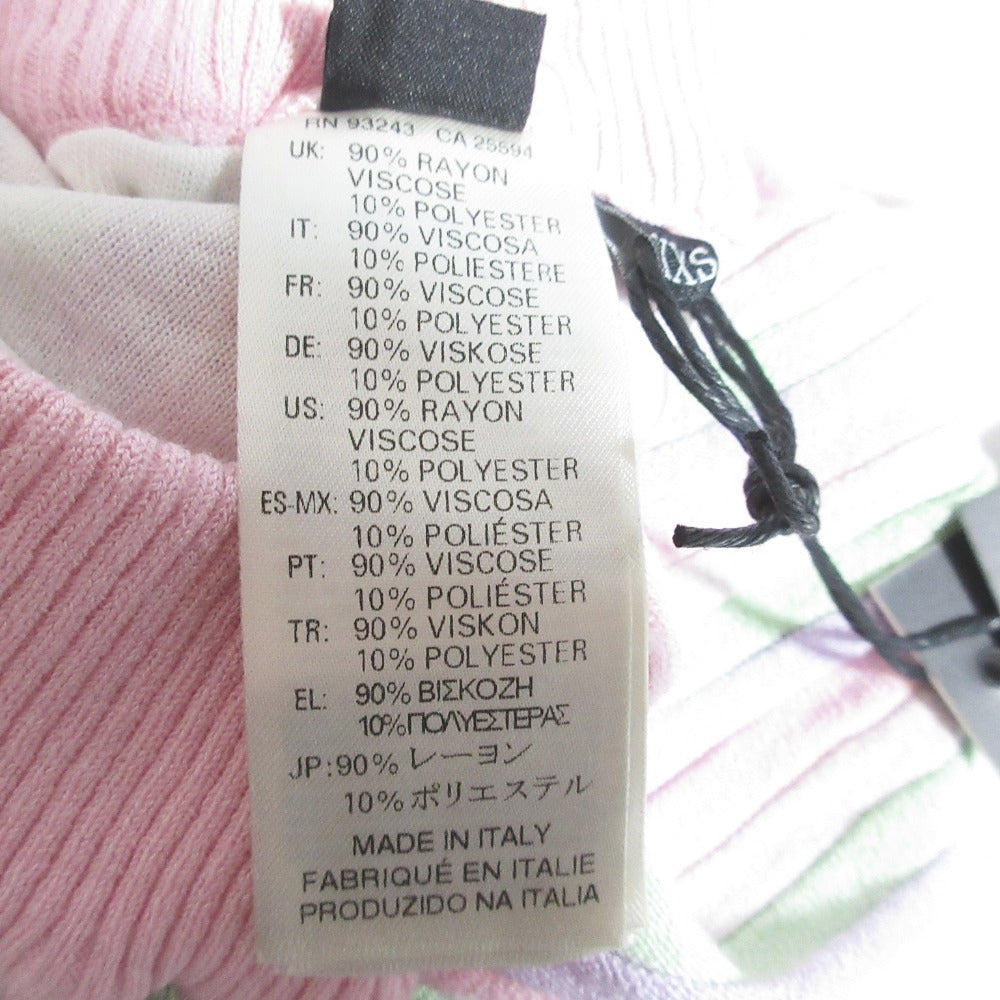 RN 93243 CA 25594
UK: 90% RAYON
VISCOSE
10% POLYESTER
IT: 90% VISCOSA
10% POLIESTERE
FR: 90% VISCOSE
10% POLYESTER
DE: 90% VISKOSE
10% POLYESTER
US: 90% RAYON
VISCOSE
10% POLYESTER
ES-MX: 90% VISCOSA
10% POLIÉSTER
PT: 90% VISCOSE
10% POLIÉSTER
TR: 90% VISKON
10% POLYESTER
EL: 90% ΒΙΣΚΟΖΗ
10% ΠΟΛΥΕΣΤΕΡΑΣ
JP:90% レーヨン
10% ポリエステル
MADE IN ITALY
FABRIQUÉ EN ITALIE
PRODUZIDO NA ITALIA